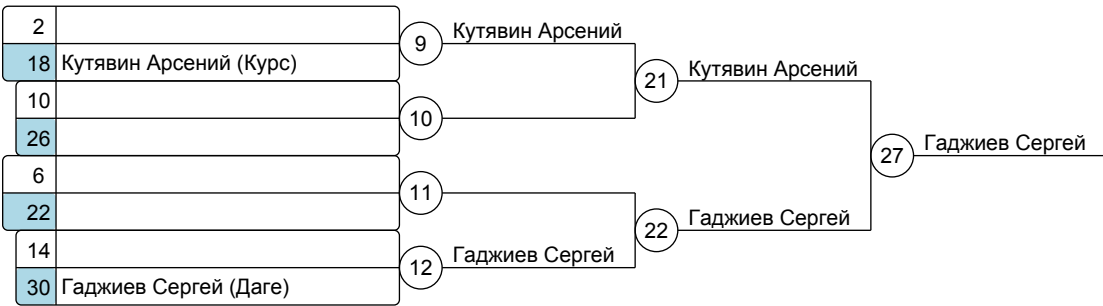 2
18 Кутявин Арсений (Курс)
10
26
6
22
14
30 Гаджиев Сергей (Даге)
9
10
11
12
Кутявин Арсений
Гаджиев Сергей
21
22
Кутявин Арсений
Гаджиев Сергей
27
Гаджиев Сергей